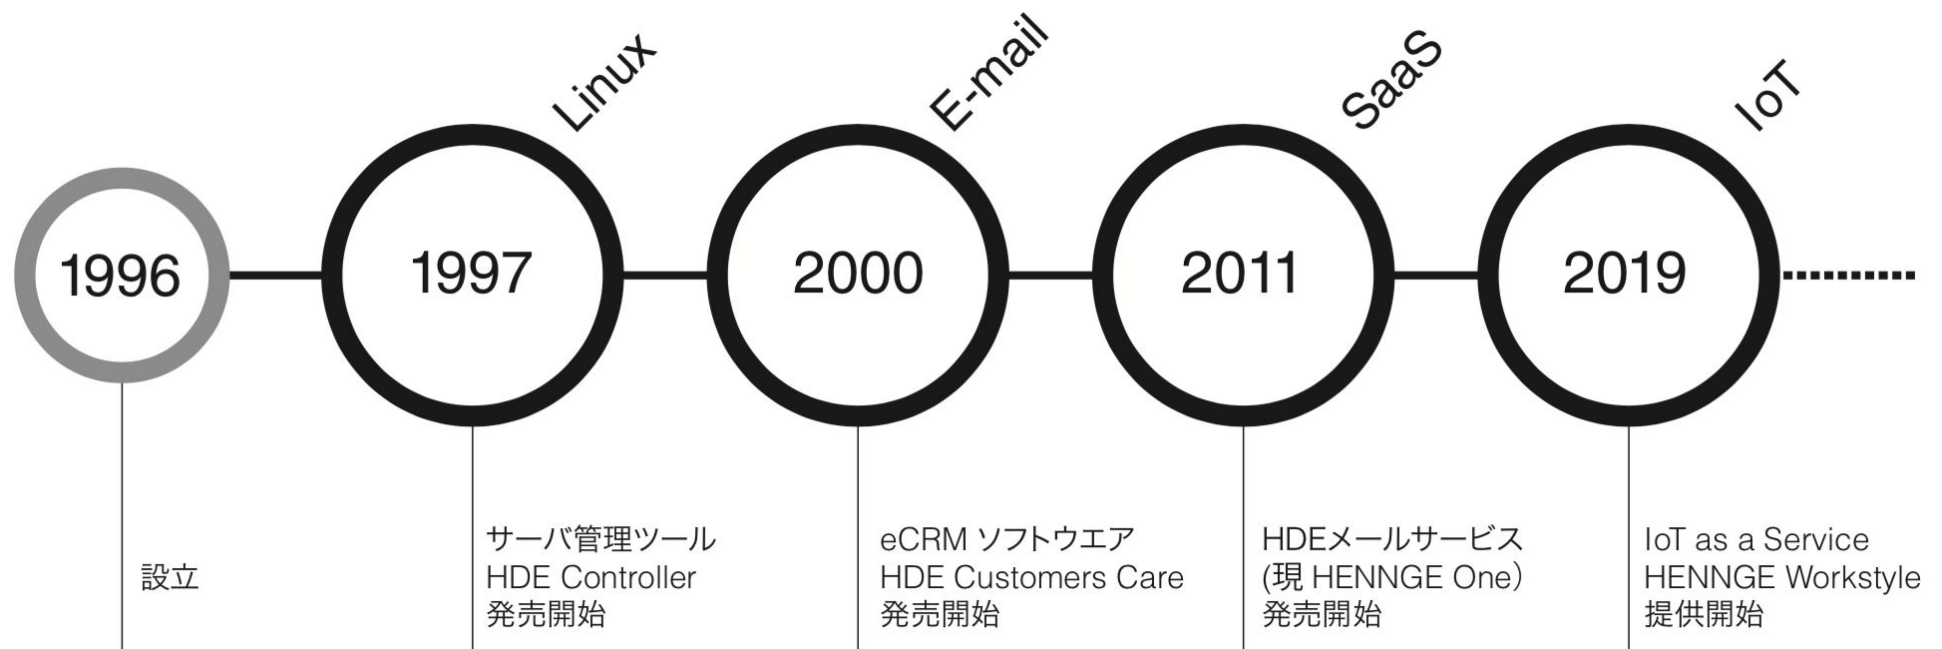 Linux
E-mail
SaaS
IoT
1996
1997
2000
2011
2019
設立
サーバ管理ツール
HDE Controller
発売開始
eCRM ソフトウエア
HDE Customers Care
発売開始
HDEメールサービス
(現 HENNGE One）
発売開始
IoT as a Service
HENNGE Workstyle
提供開始